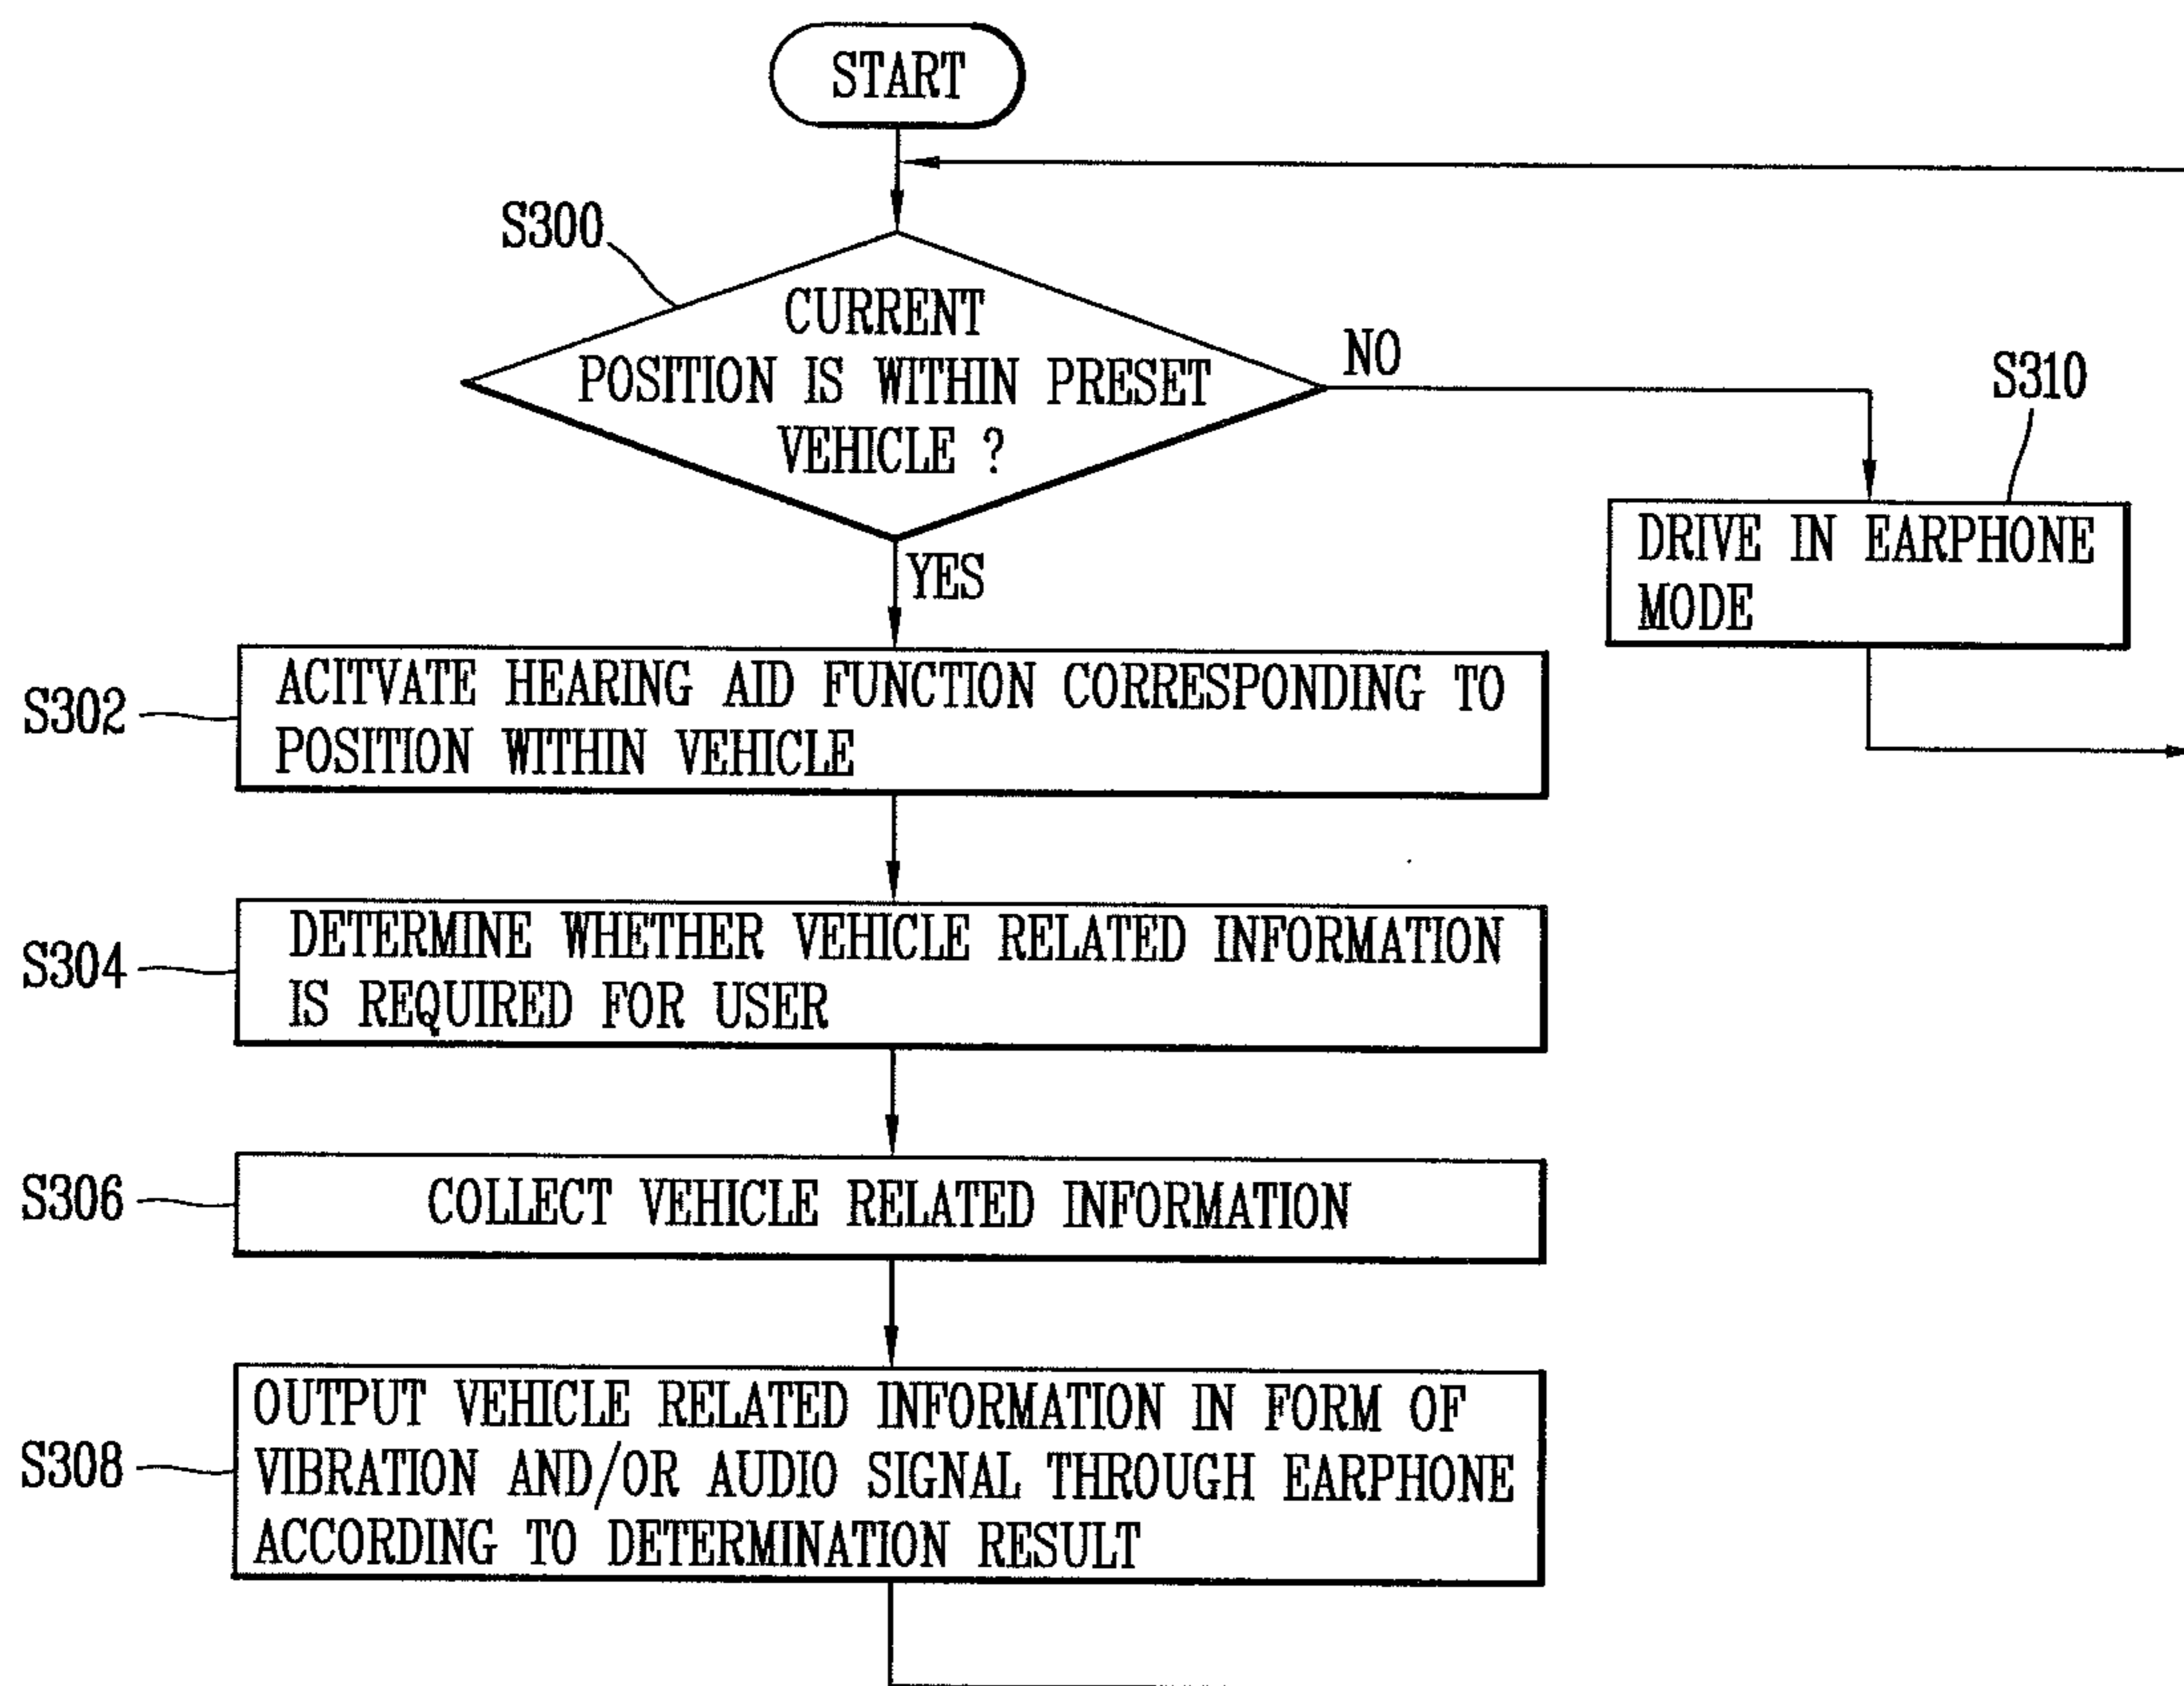 START
S300
CURRENT
POSITION IS WITHIN PRESET
VEHICLE ?
NO
S310
DRIVE IN EARPHONE
MODE
YES
S302
ACITVATE HEARING AID FUNCTION CORRESPONDING TO
POSITION WITHIN VEHICLE
S304
DETERMINE WHETHER VEHICLE RELATED INFORMATION
IS REQUIRED FOR USER
S306
COLLECT VEHICLE RELATED INFORMATION
S308
OUTPUT VEHICLE RELATED INFORMATION IN FORM OF
VIBRATION AND/OR AUDIO SIGNAL THROUGH EARPHONE
ACCORDING TO DETERMINATION RESULT